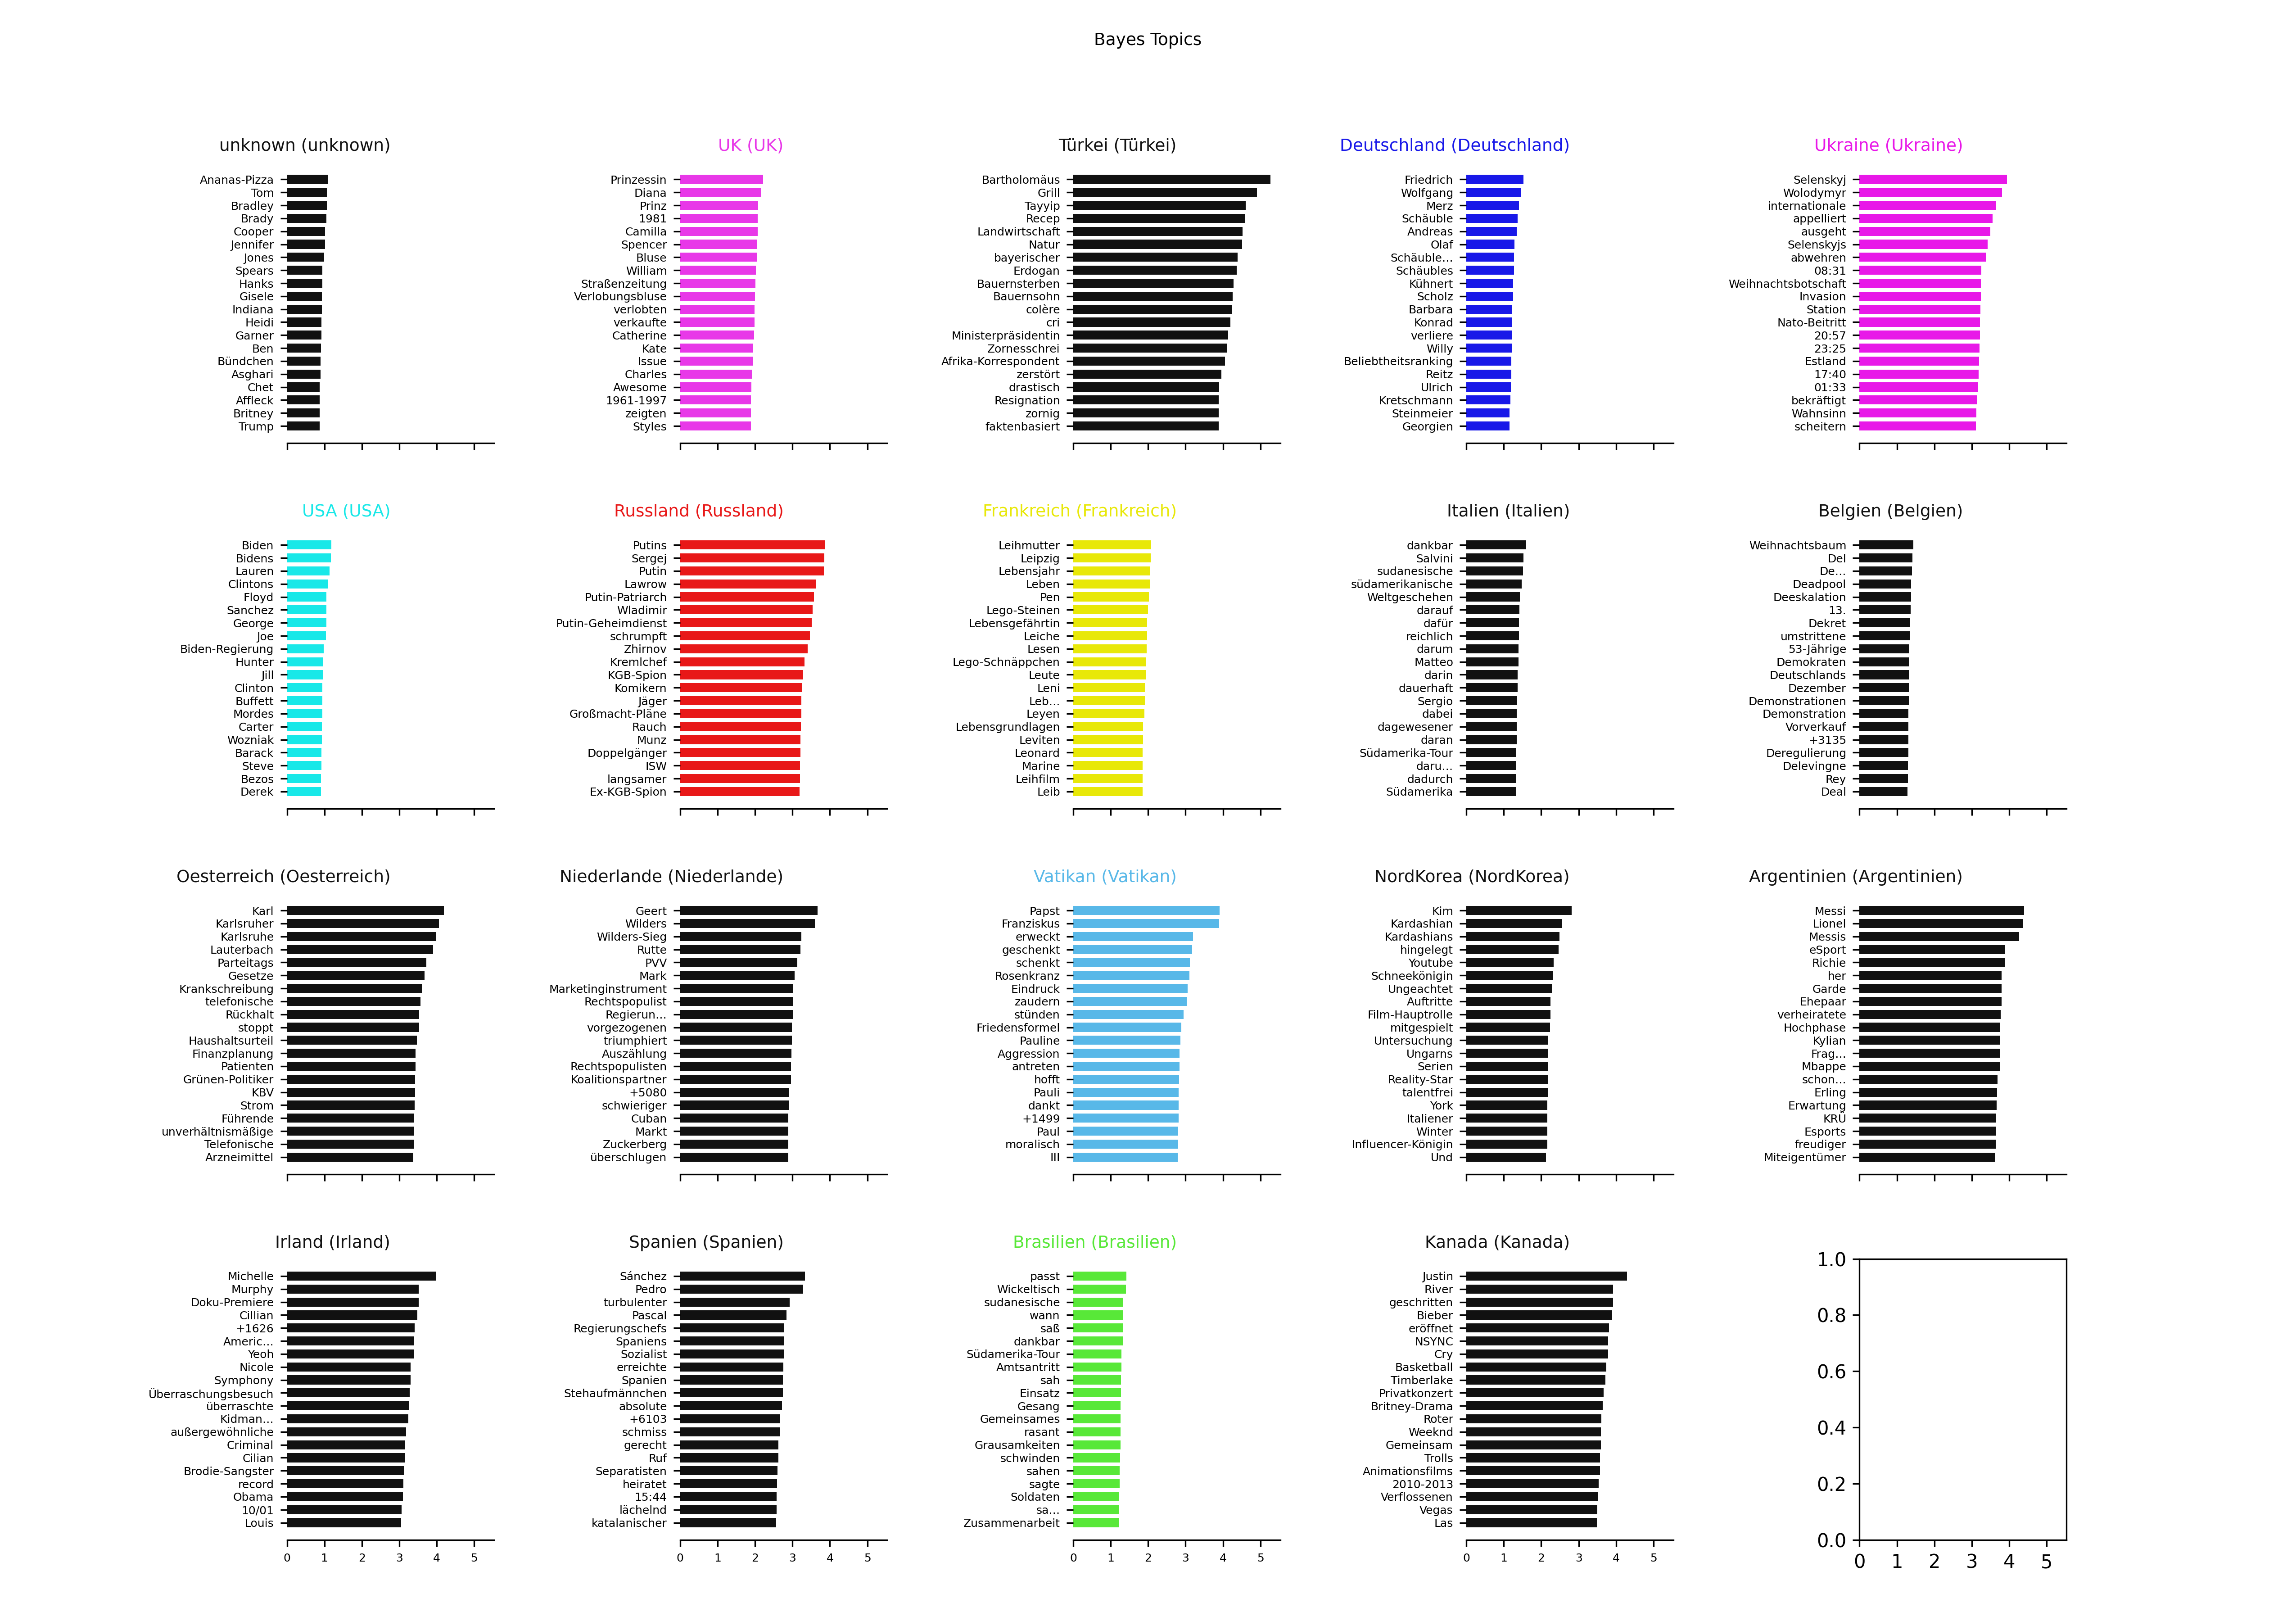 Bayes Topics
unknown (unknown)
Ananas-Pizza
Tom
Bradley
Brady
Cooper
Jennifer
Jones
Spears
Hanks
Gisele
Indiana
Heidi
Garner
Ben
Bündchen
Asghari
Chet
Affleck
Britney
Trump
UK (UK)
Prinzessin
Diana
Prinz
1981
Camilla
Spencer
Bluse
William
Straßenzeitung
Verlobungsbluse
verlobten
verkaufte
Catherine
Kate
Issue
Charles
Awesome
1961-1997
zeigten
Styles
Türkei (Türkei)
Bartholomäus
Grill
Tayyip
Recep
Landwirtschaft
Natur
bayerischer
Erdogan
Bauernsterben
Bauernsohn
colère
cri
Ministerpräsidentin
Zornesschrei
Afrika-Korrespondent
zerstört
drastisch
Resignation
zornig
faktenbasiert
Deutschland (Deutschland)
Friedrich
Wolfgang
Merz
Schäuble
Andreas
Olaf
Schäuble...
Schäubles
Kühnert
Scholz
Barbara
Konrad
verliere
Willy
Beliebtheitsranking
Reitz
Ulrich
Kretschmann
Steinmeier
Georgien
Ukraine (Ukraine)
Selenskyj
Wolodymyr
internationale
appelliert
ausgeht
Selenskyjs
abwehren
08:31
Weihnachtsbotschaft
Invasion
Station
Nato-Beitritt
20:57
23:25
Estland
17:40
01:33
bekräftigt
Wahnsinn
scheitern
USA (USA)
Biden
Bidens
Lauren
Clintons
Floyd
Sanchez
George
Joe
Biden-Regierung
Hunter
Jill
Clinton
Buffett
Mordes
Carter
Wozniak
Barack
Steve
Bezos
Derek
Russland (Russland)
Putins
Sergej
Putin
Lawrow
Putin-Patriarch
Wladimir
Putin-Geheimdienst
schrumpft
Zhirnov
Kremlchef
KGB-Spion
Komikern
Jäger
Großmacht-Pläne
Rauch
Munz
Doppelgänger
ISW
langsamer
Ex-KGB-Spion
Frankreich (Frankreich)
Leihmutter
Leipzig
Lebensjahr
Leben
Pen
Lego-Steinen
Lebensgefährtin
Leiche
Lesen
Lego-Schnäppchen
Leute
Leni
Leb...
Leyen
Lebensgrundlagen
Leviten
Leonard
Marine
Leihfilm
Leib
Italien (Italien)
dankbar
Salvini
sudanesische
südamerikanische
Weltgeschehen
darauf
dafür
reichlich
darum
Matteo
darin
dauerhaft
Sergio
dabei
dagewesener
daran
Südamerika-Tour
daru...
dadurch
Südamerika
Belgien (Belgien)
Weihnachtsbaum
Del
De...
Deadpool
Deeskalation
13.
Dekret
umstrittene
53-Jährige
Demokraten
Deutschlands
Dezember
Demonstrationen
Demonstration
Vorverkauf
+3135
Deregulierung
Delevingne
Rey
Deal
Oesterreich (Oesterreich)
Karl
Karlsruher
Karlsruhe
Lauterbach
Parteitags
Gesetze
Krankschreibung
telefonische
Rückhalt
stoppt
Haushaltsurteil
Finanzplanung
Patienten
Grünen-Politiker
KBV
Strom
Führende
unverhältnismäßige
Telefonische
Arzneimittel
Niederlande (Niederlande)
Geert
Wilders
Wilders-Sieg
Rutte
PVV
Mark
Marketinginstrument
Rechtspopulist
Regierun...
vorgezogenen
triumphiert
Auszählung
Rechtspopulisten
Koalitionspartner
+5080
schwieriger
Cuban
Markt
Zuckerberg
überschlugen
Vatikan (Vatikan)
Papst
Franziskus
erweckt
geschenkt
schenkt
Rosenkranz
Eindruck
zaudern
stünden
Friedensformel
Pauline
Aggression
antreten
hofft
Pauli
dankt
+1499
Paul
moralisch
III
NordKorea (NordKorea)
Kim
Kardashian
Kardashians
hingelegt
Youtube
Schneekönigin
Ungeachtet
Auftritte
Film-Hauptrolle
mitgespielt
Untersuchung
Ungarns
Serien
Reality-Star
talentfrei
York
Italiener
Winter
Influencer-Königin
Und
Argentinien (Argentinien)
Messi
Lionel
Messis
eSport
Richie
her
Garde
Ehepaar
verheiratete
Hochphase
Kylian
Frag...
Mbappe
schon...
Erling
Erwartung
KRÜ
Esports
freudiger
Miteigentümer
Irland (Irland)
Michelle
Murphy
Doku-Premiere
Cillian
+1626
Americ...
Yeoh
Nicole
Symphony
Überraschungsbesuch
überraschte
Kidman...
außergewöhnliche
Criminal
Cilian
Brodie-Sangster
record
Obama
10/01
Louis
0 1 2 3 4 5
Spanien (Spanien)
Sánchez
Pedro
turbulenter
Pascal
Regierungschefs
Spaniens
Sozialist
erreichte
Spanien
Stehaufmännchen
absolute
+6103
schmiss
gerecht
Ruf
Separatisten
heiratet
15:44
lächelnd
katalanischer
0 1 2 3 4 5
Brasilien (Brasilien)
passt
Wickeltisch
sudanesische
wann
saß
dankbar
Südamerika-Tour
Amtsantritt
sah
Einsatz
Gesang
Gemeinsames
rasant
Grausamkeiten
schwinden
sahen
sagte
Soldaten
sa...
Zusammenarbeit
0 1 2 3 4 5
Kanada (Kanada)
Justin
River
geschritten
Bieber
eröffnet
NSYNC
Cry
Basketball
Timberlake
Privatkonzert
Britney-Drama
Roter
Weeknd
Gemeinsam
Trolls
Animationsfilms
2010-2013
Verflossenen
Vegas
Las
0 1 2 3 4 5
1.0
0.8
0.6
0.4
0.2
0.0
0 1 2 3 4 5